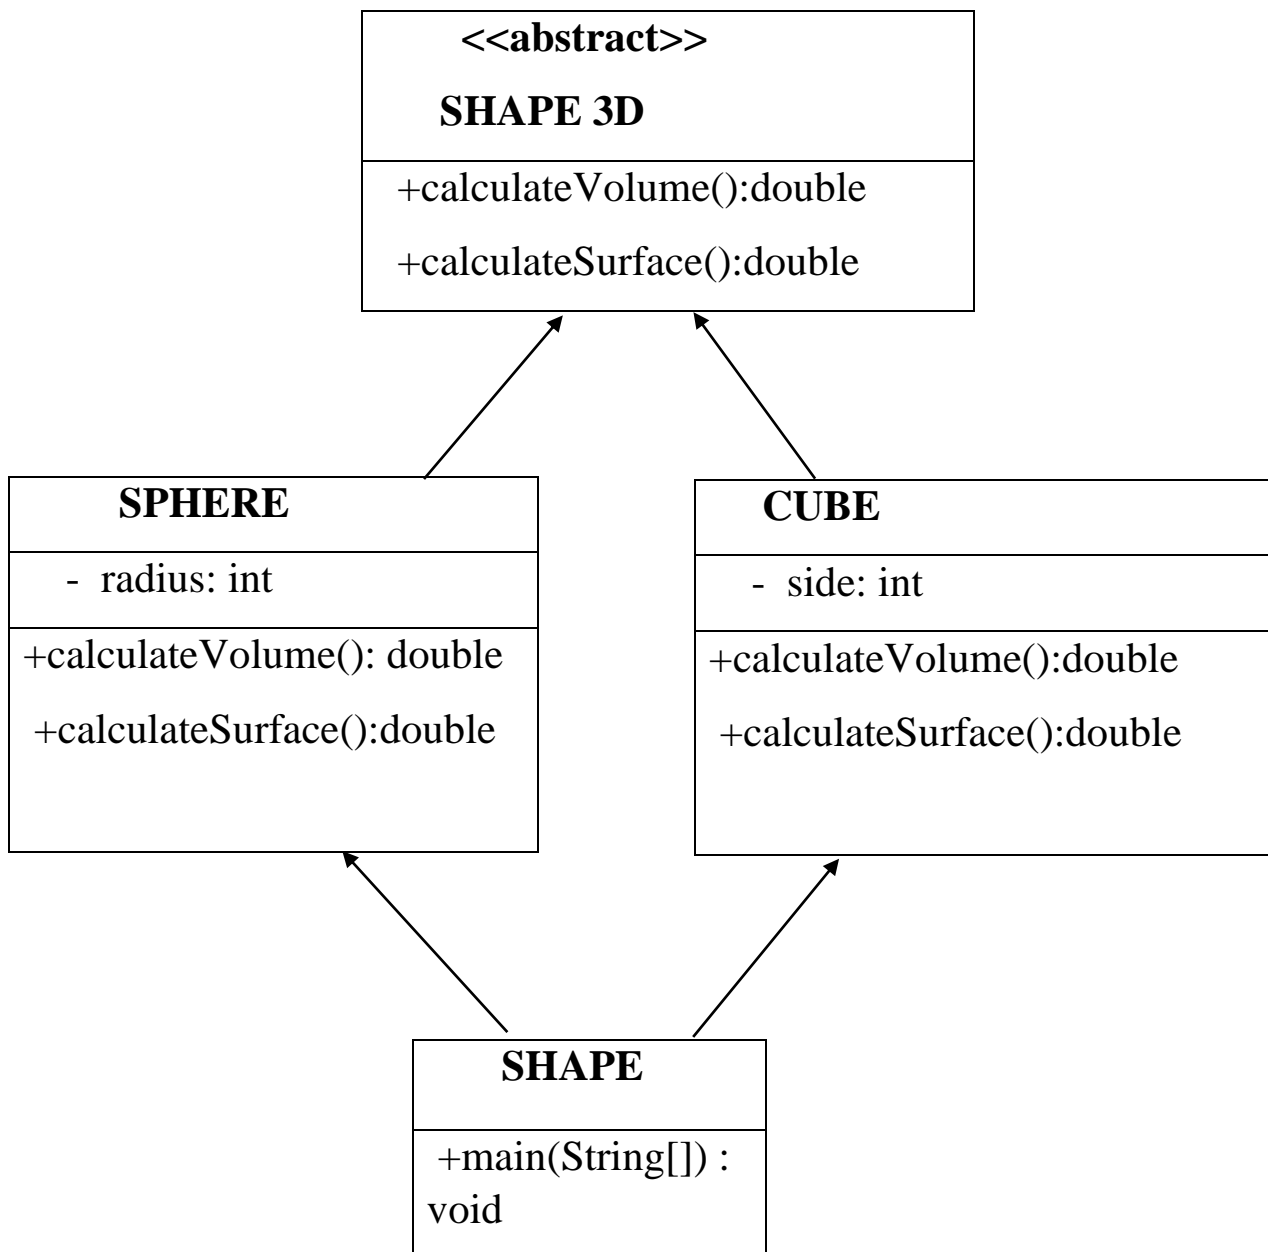 <<abstract>>
SHAPE 3D
+calculateVolume():double
+calculateSurface():double
SPHERE
- radius: int
+calculateVolume(): double
+calculateSurface():double
CUBE
- side: int
+calculateVolume():double
+calculateSurface():double
SHAPE
+main(String[]) :
void